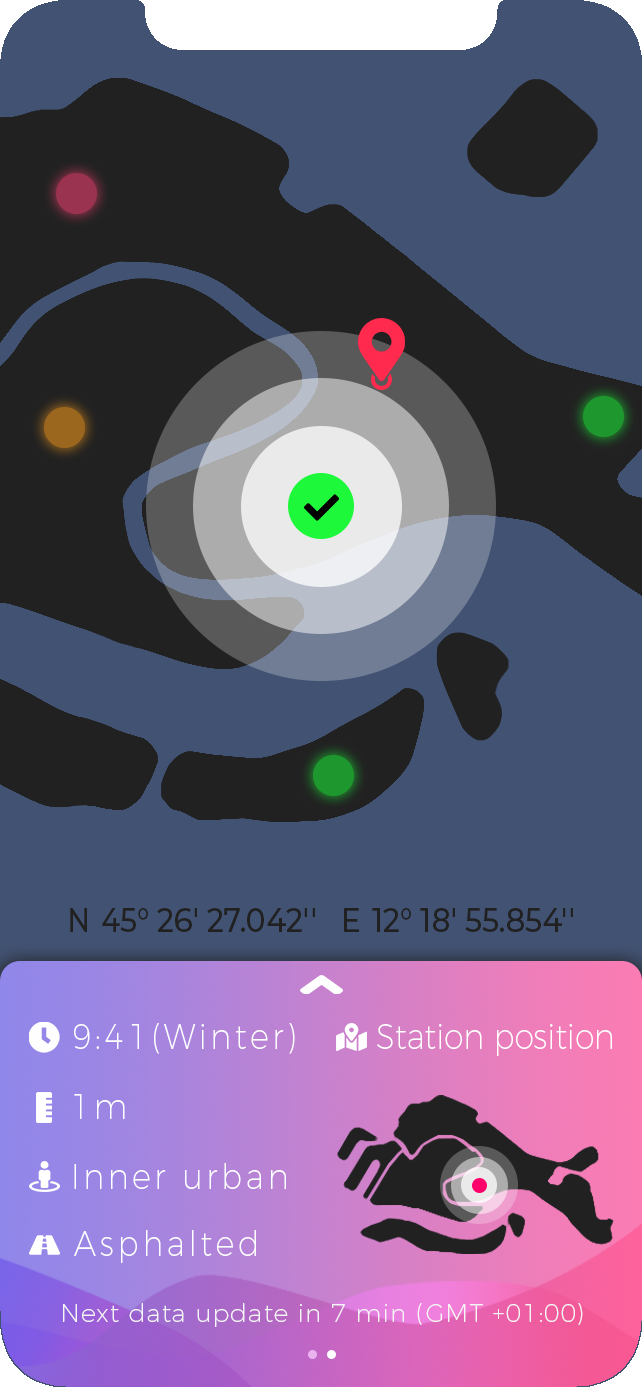 N 45° 26' 27.042'' E 12° 18' 55.854''
9:41(Winter)
Station position
1m
Inner urban
Asphalted
Next data update in 7 min (GMT +01:00)